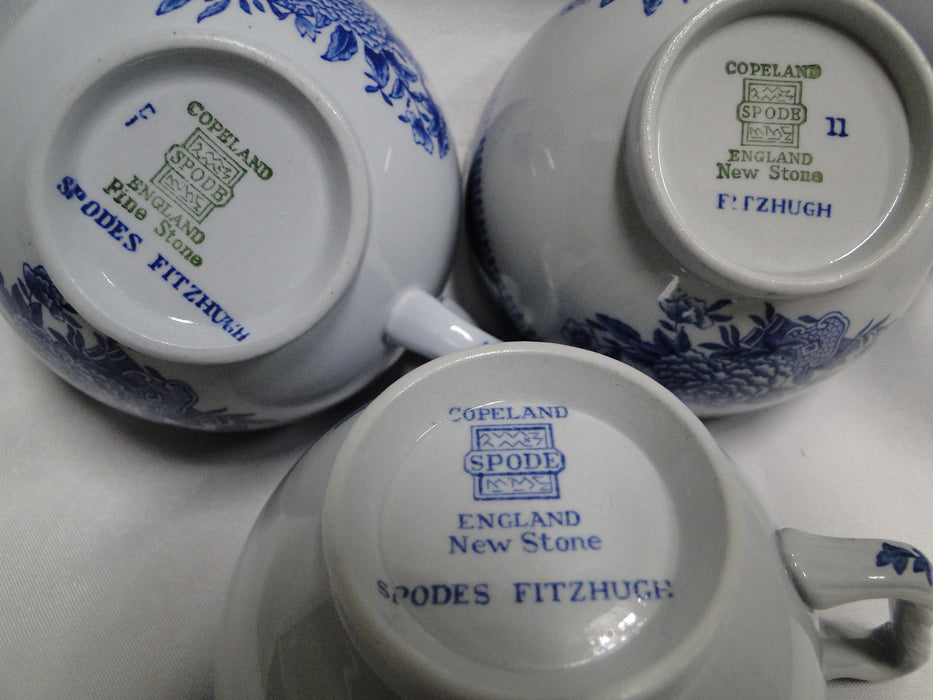 COPELAND
SPODE
ENGLAND
Fine Stone
SPODES FITZHUGH
COPELAND
SPODE
ENGLAND
New Stone
11
FITZHUGH
COPELAND
SPODE
ENGLAND
New Stone
SPODES FITZHUGH